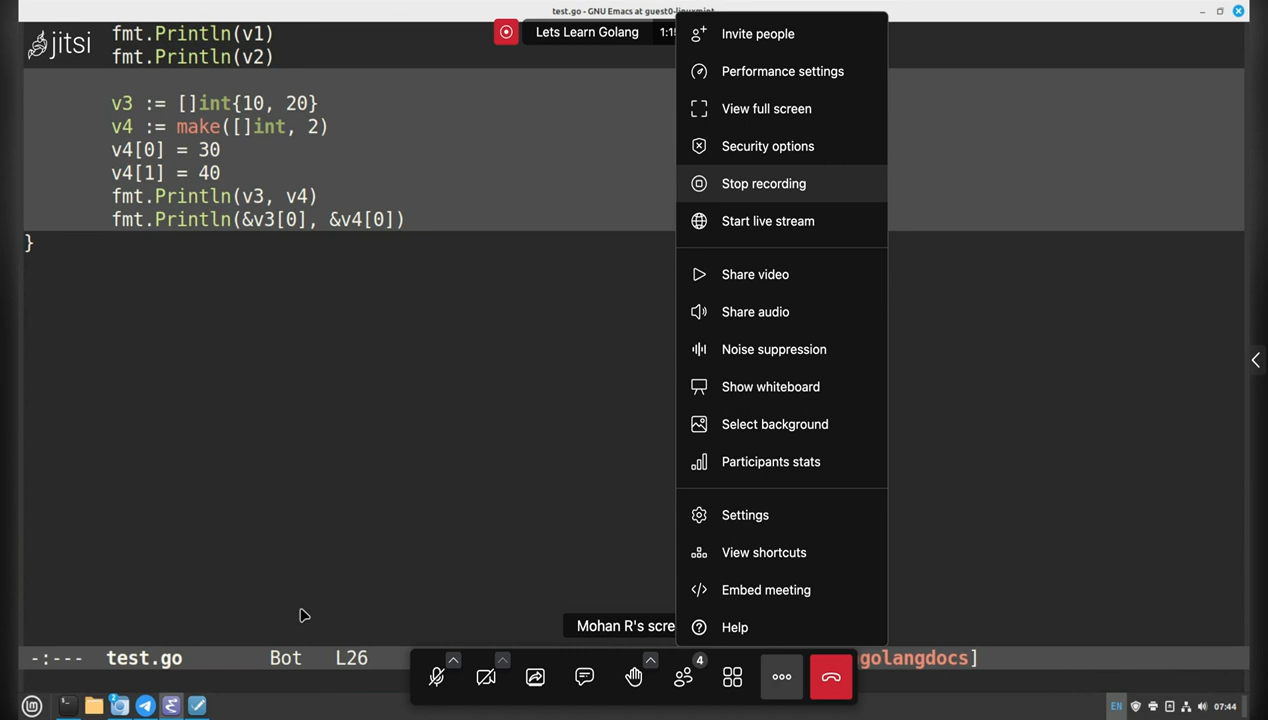 test.go - GNU Emacs at guest0-linuxmint
jitsi
Lets Learn Golang
fmt.Println(v1)
fmt.Println(v2)
v3 := []int{10, 20}
v4 := make([]int, 2)
v4[0] = 30
v4[1] = 40
fmt.Println(v3, v4)
fmt.Println(&v3[0], &v4[0])
}
Invite people
Performance settings
View full screen
Security options
Stop recording
Start live stream
Share video
Share audio
Noise suppression
Show whiteboard
Select background
Participants stats
Settings
View shortcuts
Embed meeting
Help
Mohan R's scre
-:--- test.go Bot L26
golangdocs]
4
2
EN
07:44